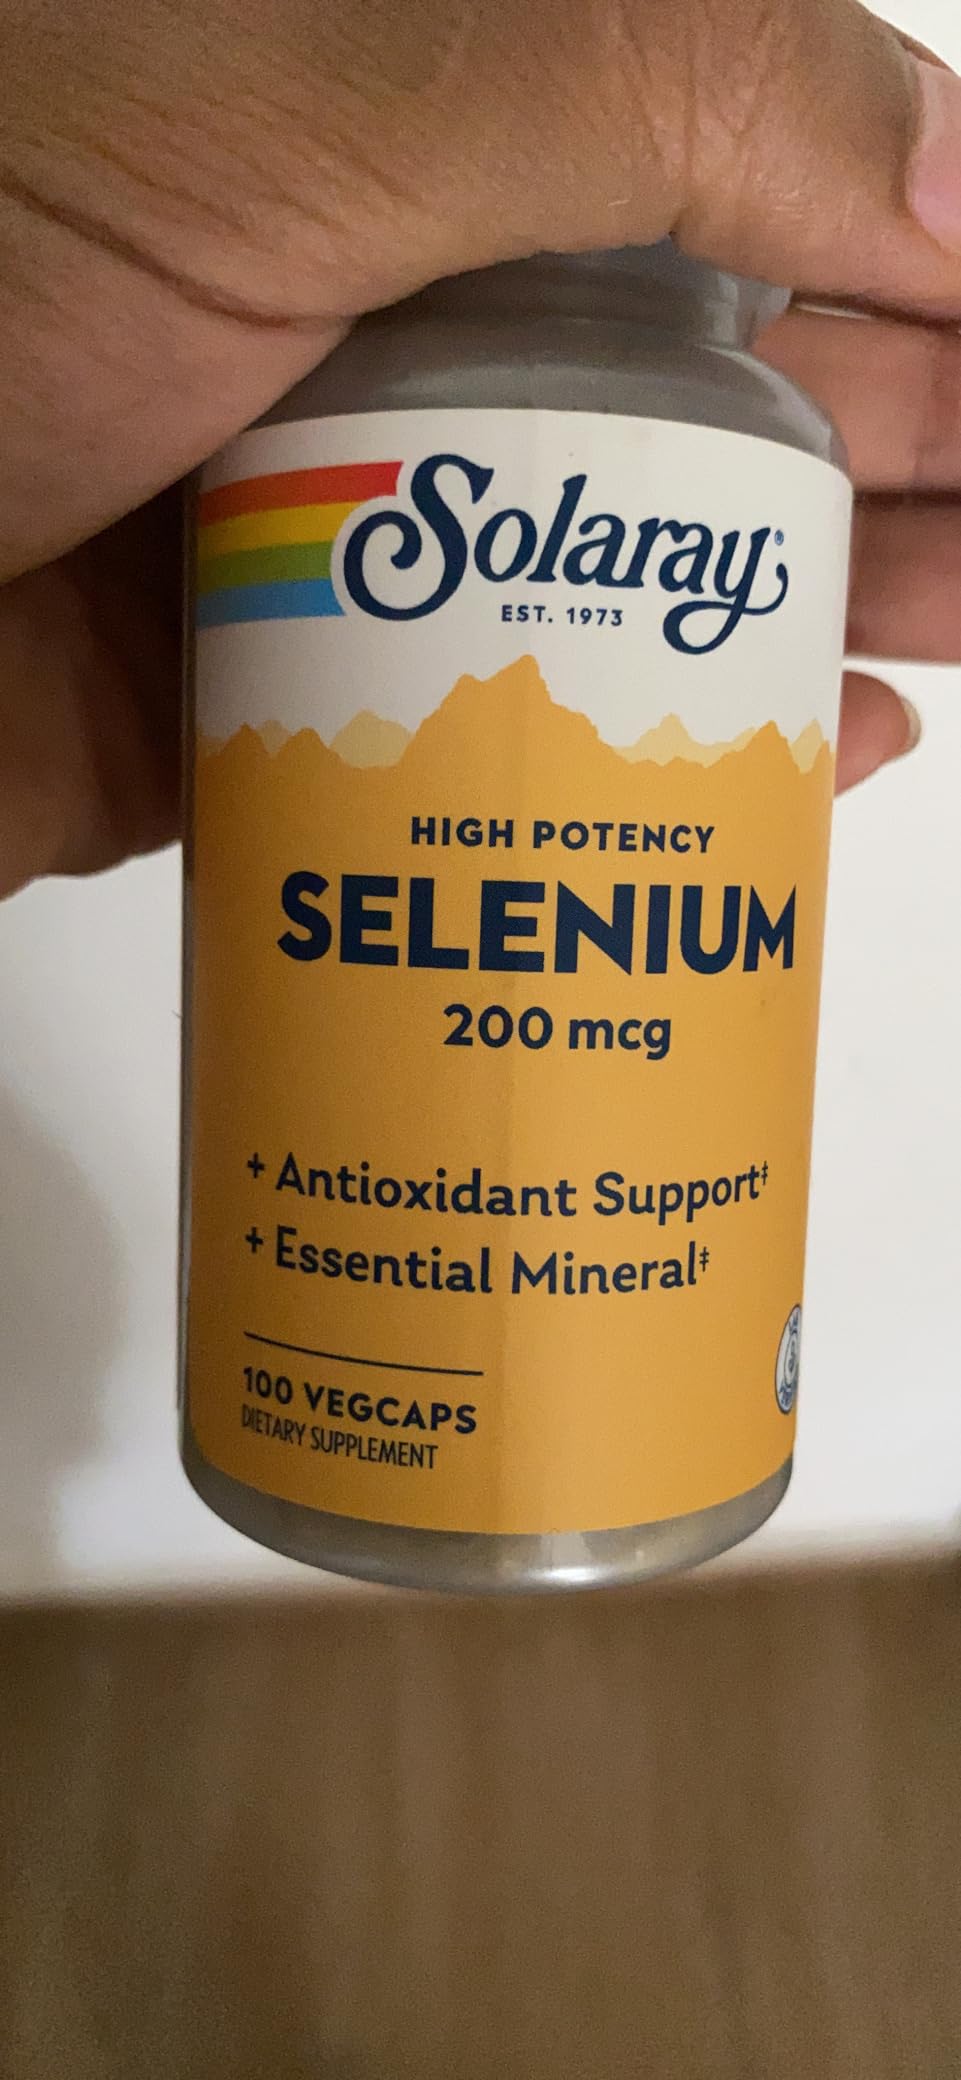 Solaray®
EST. 1973
HIGH POTENCY
SELENIUM
200 mcg
+ Antioxidant Support‡
+ Essential Mineral‡
100 VEGCAPS
DIETARY SUPPLEMENT